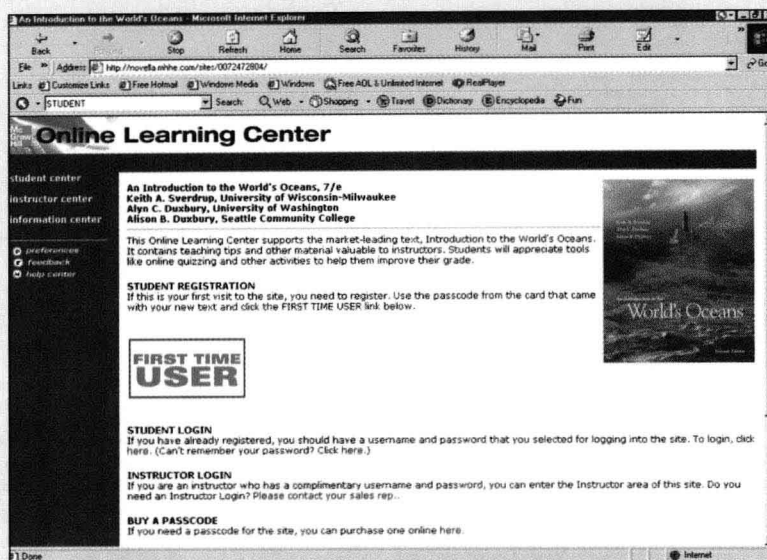 An Introduction to the World's Oceans - Microsoft Internet Explorer
Back Stop Refresh Home Search Favorites History Mail Print Edit
File Address http://novella.mhhe.com/sites/0072472804/ Go
Links Customize Links Free Hotmail Windows Media Windows Free AOL & Unlimited Internet RealPlayer
STUDENT Search: Web Shopping Travel Dictionary Encyclopedia Fun
Mc Graw Hill
Online Learning Center
student center
instructor center
information center
preferences
feedback
help center
An Introduction to the World's Oceans, 7/e
Keith A. Sverdrup, University of Wisconsin-Milwaukee
Alyn C. Duxbury, University of Washington
Alison B. Duxbury, Seattle Community College
This Online Learning Center supports the market-leading text, Introduction to the World's Oceans.
It contains teaching tips and other material valuable to instructors. Students will appreciate tools
like online quizzing and other activities to help them improve their grade.
STUDENT REGISTRATION
If this is your first visit to the site, you need to register. Use the passcode from the card that came
with your new text and click the FIRST TIME USER link below.
World's Oceans
FIRST TIME
USER
STUDENT LOGIN
If you have already registered, you should have a username and password that you selected for logging into the site. To login, click
here. (Can't remember your password? Click here.)
INSTRUCTOR LOGIN
If you are an instructor who has a complimentary username and password, you can enter the Instructor area of this site. Do you
need an Instructor Login? Please contact your sales rep..
BUY A PASSCODE
If you need a passcode for the site, you can purchase one online here.
Done Internet